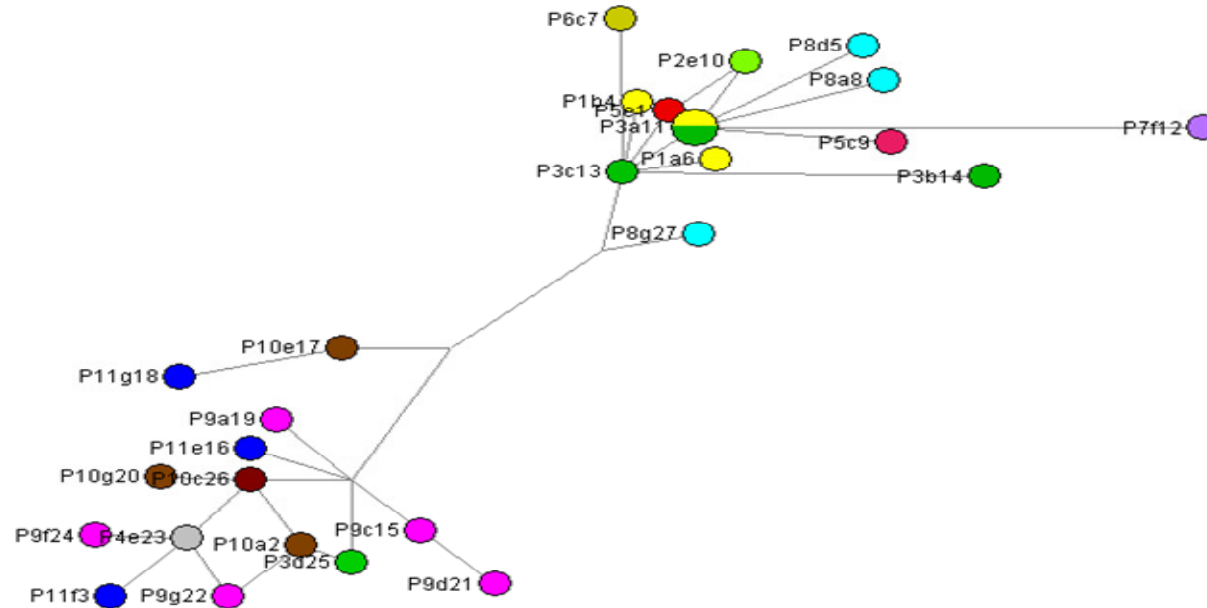 P6c7
P8d5
P2e10
P8a8
P1b4
P5e1
P3a11
P7f12
P5c9
P1a6
P3c13
P3b14
P8g27
P10e17
P11g18
P9a19
P11e16
P10g20
P10c26
P9f24
P4e23
P9c15
P10a2
P3d25
P9d21
P11f3
P9g22